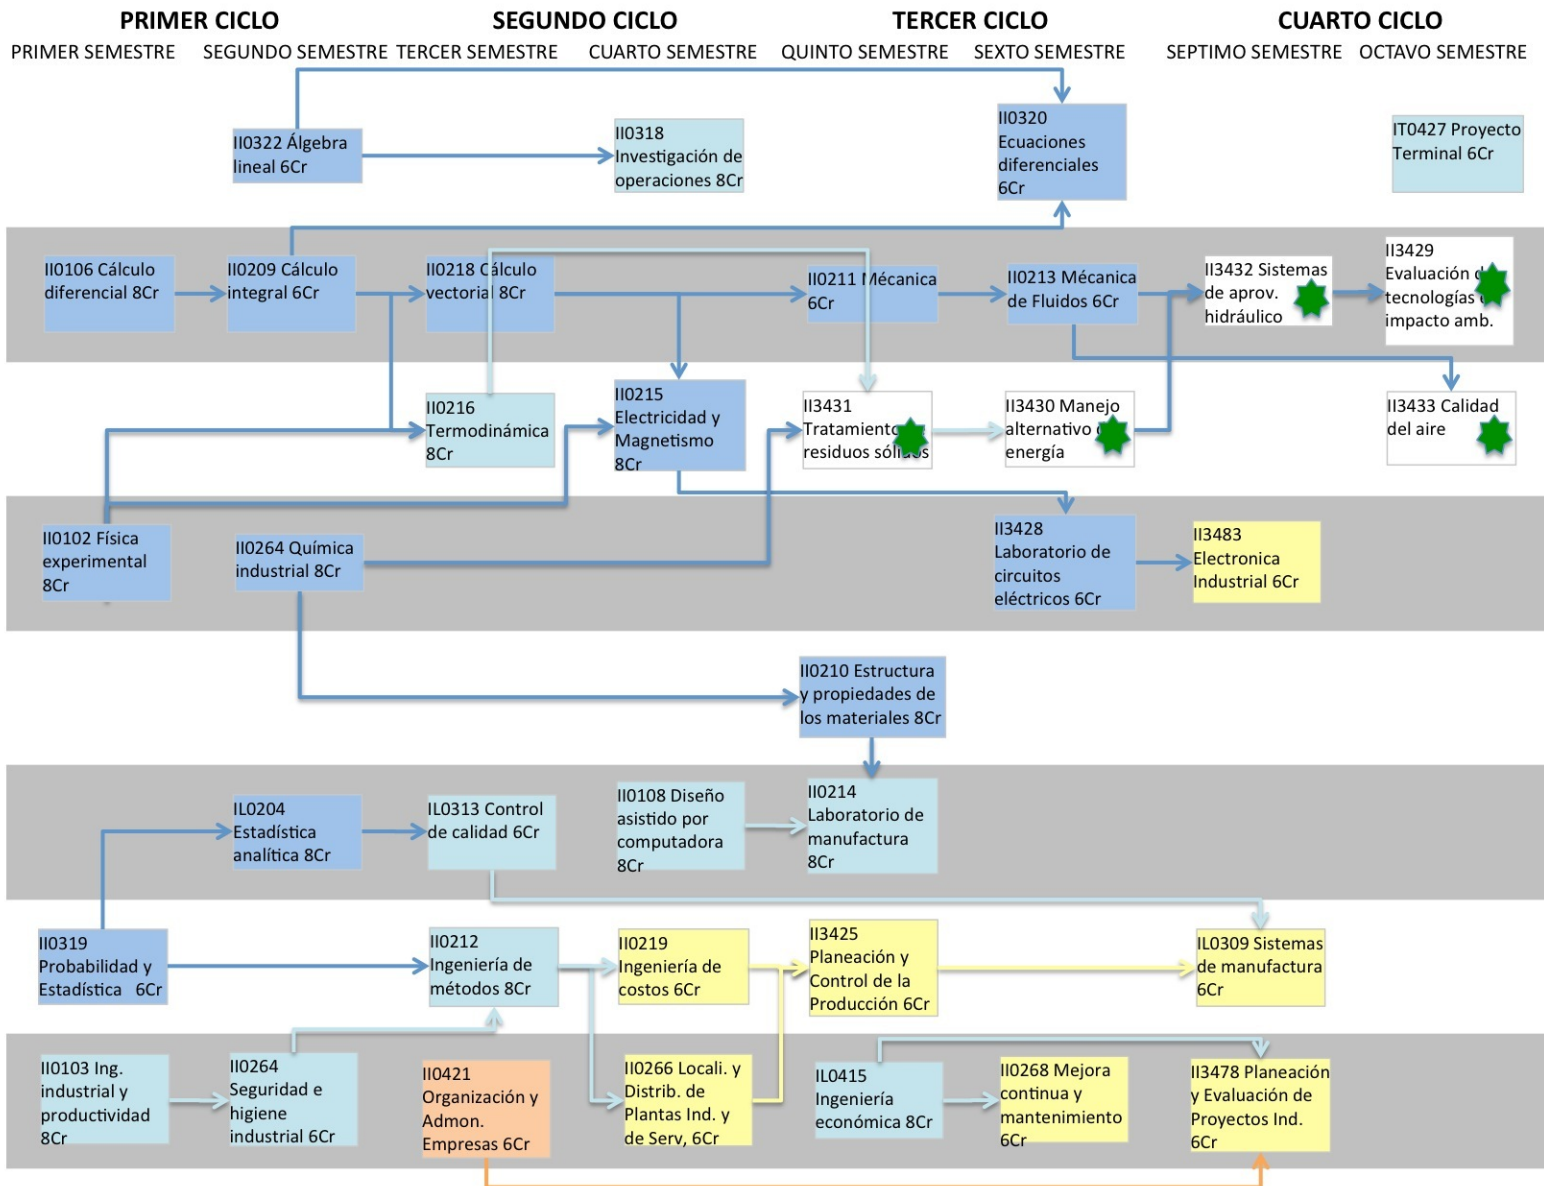 PRIMER CICLO
SEGUNDO CICLO
TERCER CICLO
CUARTO CICLO
PRIMER SEMESTRE
SEGUNDO SEMESTRE
TERCER SEMESTRE
CUARTO SEMESTRE
QUINTO SEMESTRE
SEXTO SEMESTRE
SEPTIMO SEMESTRE
OCTAVO SEMESTRE
II0322 Álgebra
lineal 6Cr
II0318
Investigación de
operaciones 8Cr
II0320
Ecuaciones
diferenciales
6Cr
IT0427 Proyecto
Terminal 6Cr
II0106 Cálculo
diferencial 8Cr
II0209 Cálculo
integral 6Cr
II0218 Cálculo
vectorial 8Cr
II0211 Mécanica
6Cr
II0213 Mécanica
de Fluidos 6Cr
II3432 Sistemas
de aprov.
hidráulico
II3429
Evaluación
tecnologías
impacto amb.
II0216
Termodinámica
8Cr
II0215
Electricidad y
Magnetismo
8Cr
II3431
Tratamiento
residuos sólidos
II3430 Manejo
alternativo
energía
II3433 Calidad
del aire
II0102 Física
experimental
8Cr
II0264 Química
industrial 8Cr
II3428
Laboratorio de
circuitos
eléctricos 6Cr
II3483
Electronica
Industrial 6Cr
II0210 Estructura
y propiedades de
los materiales 8Cr
IL0204
Estadística
analítica 8Cr
IL0313 Control
de calidad 6Cr
II0108 Diseño
asistido por
computadora
8Cr
II0214
Laboratorio de
manufactura
8Cr
II0319
Probabilidad y
Estadística 6Cr
II0212
Ingeniería de
métodos 8Cr
II0219
Ingeniería de
costos 6Cr
II3425
Planeación y
Control de la
Producción 6Cr
IL0309 Sistemas
de manufactura
6Cr
II0103 Ing.
industrial y
productividad
8Cr
II0264
Seguridad e
higiene
industrial 6Cr
II0421
Organización y
Admon.
Empresas 6Cr
II0266 Locali. y
Distrib. de
Plantas Ind. y
de Serv, 6Cr
IL0415
Ingeniería
económica 8Cr
II0268 Mejora
continua y
mantenimiento
6Cr
II3478 Planeación
y Evaluación de
Proyectos Ind.
6Cr